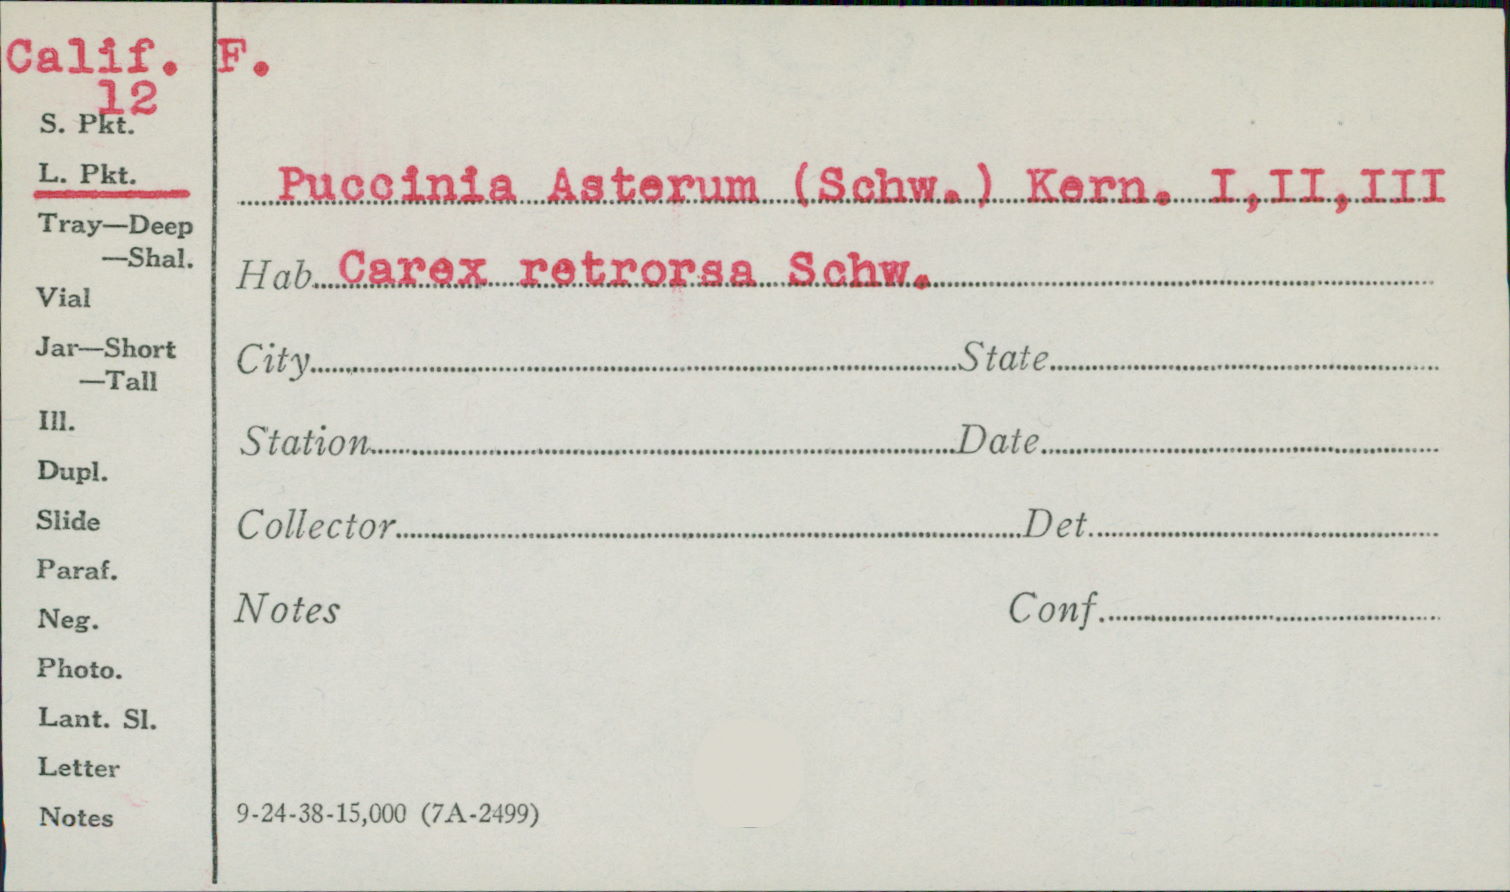 Calif. F.
12
S. Pkt.
L. Pkt.
Puccinia Asterum (Schw.) Kern. I,II,III
Tray—Deep
—Shal.
Hab. Carex retrorsa Schw.
Vial
Jar—Short
—Tall
City State
Ill.
Station Date
Dupl.
Slide
Collector Det.
Paraf.
Neg.
Notes Conf.
Photo.
Lant. Sl.
Letter
Notes
9-24-38-15,000 (7A-2499)